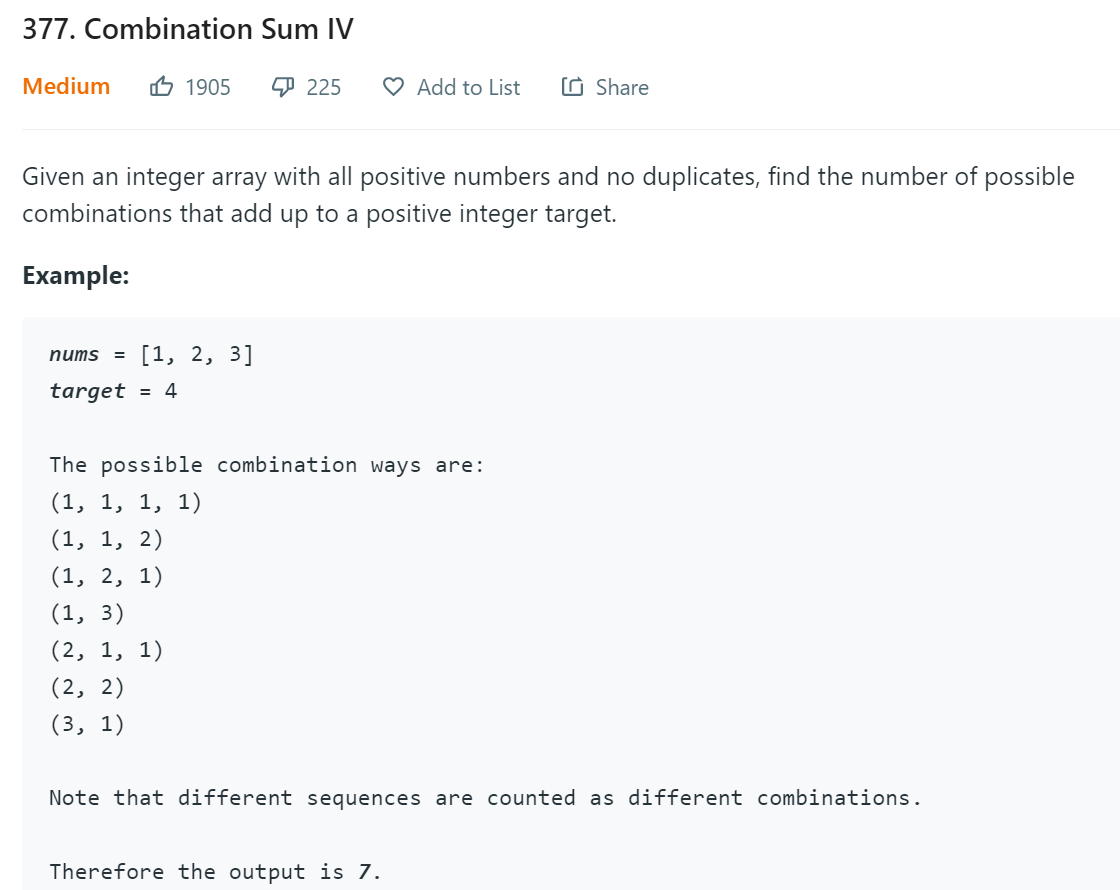 377. Combination Sum IV
Medium 1905 225 Add to List Share
Given an integer array with all positive numbers and no duplicates, find the number of possible
combinations that add up to a positive integer target.
Example:
nums = [1, 2, 3]
target = 4
The possible combination ways are:
(1, 1, 1, 1)
(1, 1, 2)
(1, 2, 1)
(1, 3)
(2, 1, 1)
(2, 2)
(3, 1)
Note that different sequences are counted as different combinations.
Therefore the output is 7.